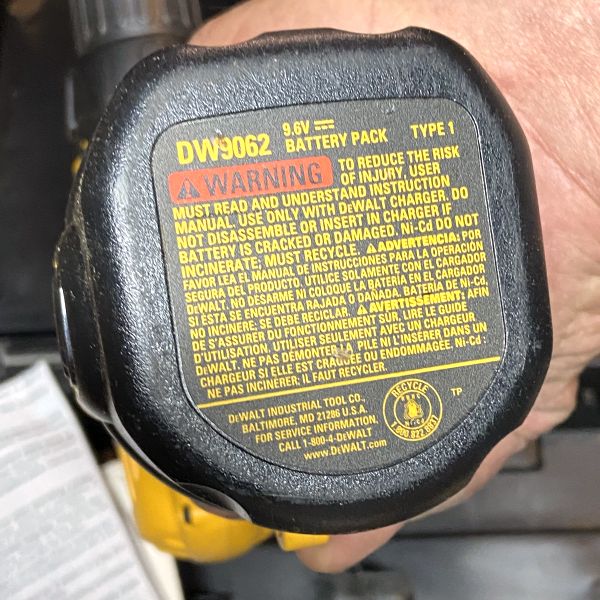 DW9062 9.6V BATTERY PACK TYPE 1
WARNING TO REDUCE THE RISK
OF INJURY, USER
MUST READ AND UNDERSTAND INSTRUCTION
MANUAL. USE ONLY WITH DEWALT CHARGER. DO
NOT DISASSEMBLE OR INSERT IN CHARGER IF
BATTERY IS CRACKED OR DAMAGED. Ni-Cd DO NOT
INCINERATE; MUST RECYCLE. ADVERTENCIA: POR
FAVOR LEA EL MANUAL DE INSTRUCCIONES PARA LA OPERACIÓN
SEGURA DEL PRODUCTO. UTILICE SOLAMENTE CON EL CARGADOR
DEWALT. NO DESARME NI COLOQUE LA BATERÍA EN EL CARGADOR
SI ÉSTA SE ENCUENTRA RAJADA O DAÑADA. BATERÍA DE Ni-Cd,
NO INCINERE; SE DEBE RECICLAR. AVERTISSEMENT: AFIN
DE S'ASSURER DU FONCTIONNEMENT SÛR, LIRE LE GUIDE
D'UTILISATION. UTILISER SEULEMENT AVEC UN CHARGEUR
DEWALT. NE PAS DÉMONTER LA PILE NI L'INSÉRER DANS UN
CHARGEUR SI ELLE EST CRAQUÉE OU ENDOMMAGÉE. Ni-Cd:
NE PAS INCINÉRER: IL FAUT RECYCLER.
DEWALT INDUSTRIAL TOOL CO.
BALTIMORE, MD 21286 U.S.A.
FOR SERVICE INFORMATION,
CALL 1-800-4-DEWALT
www.DEWALT.com
RECYCLE
RBRC
Ni-Cd
1.800.822.8837
TP